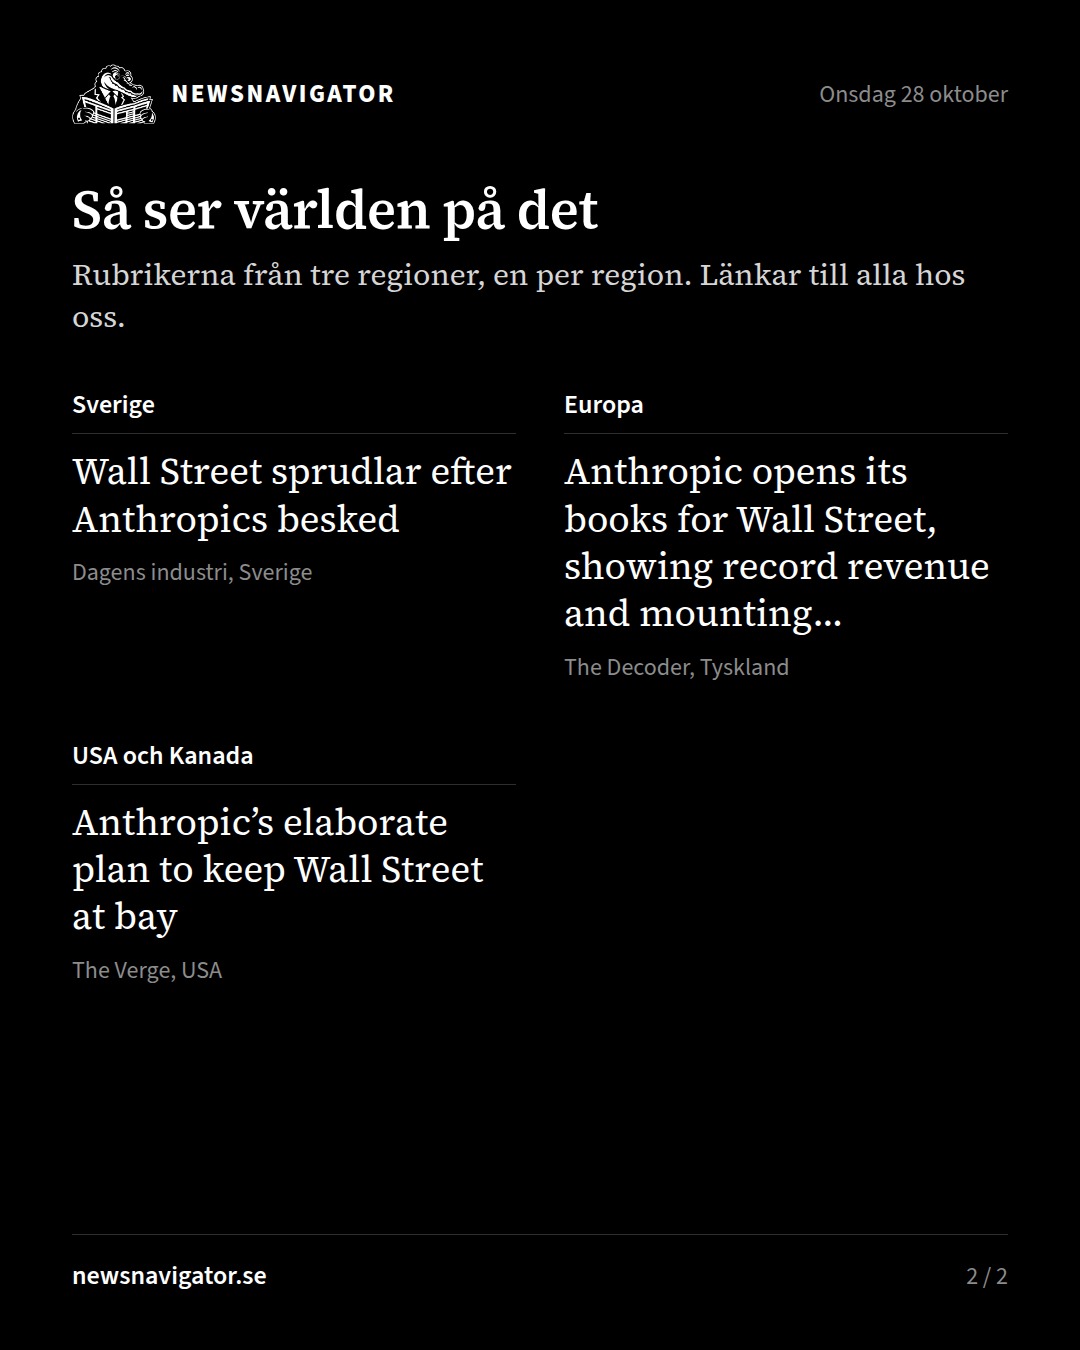 NEWSNAVIGATOR
Onsdag 28 oktober
Så ser världen på det
Rubrikerna från tre regioner, en per region. Länkar till alla hos
oss.
Sverige
Wall Street sprudlar efter
Anthropics besked
Dagens industri, Sverige
Europa
Anthropic opens its
books for Wall Street,
showing record revenue
and mounting...
The Decoder, Tyskland
USA och Kanada
Anthropic’s elaborate
plan to keep Wall Street
at bay
The Verge, USA
newsnavigator.se
2 / 2